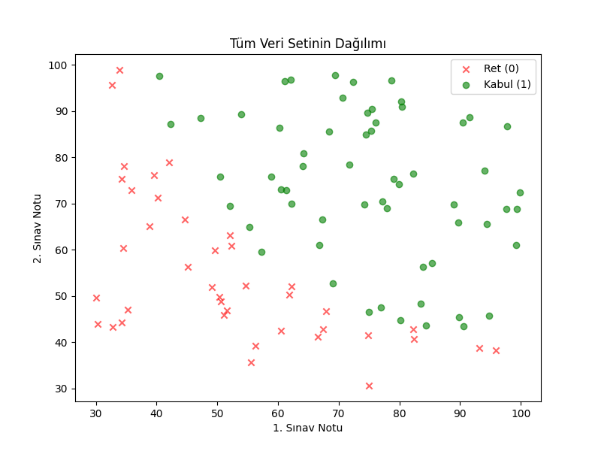 Tüm Veri Setinin Dağılımı
Ret (0)
Kabul (1)
2. Sınav Notu
100
90
80
70
60
50
40
30
30 40 50 60 70 80 90 100
1. Sınav Notu